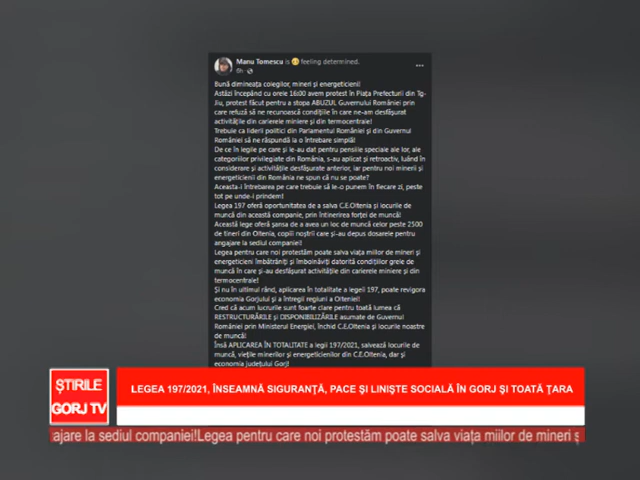 Manu Tomescu is feeling determined.
6h
Bună dimineața colegilor, mineri și energeticieni!
Astăzi începând cu orele 16:00 avem protest în Piața Prefecturii din Tg-
Jiu, protest făcut pentru a stopa ABUZUL Guvernului României prin
care refuză să ne recunoscă condițiile în care ne-am desfășurat
activitățiile din carierele miniere și din termocentraie!
Trebuie ca liderii politici din Parlamentul României și din Guvernul
României să ne răspundă la o întrebare simplă!
De ce în legile pe care și le-au dat pentru pensiile speciale ale lor, ale
categoriilor privilegiate din România, s-au aplicat și retroactiv, luând în
considerare și activitățile desfășurate anterior, iar pentru noi minerii și
energeticienii din România ne spun că nu se poate?
Aceasta-i întrebarea pe care trebuie să le-o punem în fiecare zi, peste
tot pe unde-i prindem!
Legea 197 oferă oportunitatea de a salva C.E.Oltenia și locurile de
muncă din această companie, prin întinerirea forței de muncă!
Această lege oferă șansa de a avea un loc de muncă celor peste 2500
de tineri din Oltenia, copiii noștrii care și-au depus dosarele pentru
angajare la sediul companiei!
Legea pentru care noi protestăm poate salva viața miilor de mineri și
energeticieni îmbătrâniți și îmbolnăviți datorită condițiilor greie de
muncă în care și-au desfășurat activitățiile din carierele miniere și din
termocentraie!
Și nu în ultimul rând, aplicarea în totalitate a legeii 197, poate revigora
economia Gorjului și a întregii regiuni a Olteniei!
Cred că acum lucrurile sunt foarte clare pentru toată lumea că
RESTRUCTURĂRILE și DISPONIBILIZĂRILE asumate de Guvernul
României prin Ministerul Energiei, închid C.E.Oltenia și locurile noastre
de muncă!
Însă APLICAREA ÎN TOTALITATE a legii 197/2021, salvează locurile de
muncă, viețile minerilor și energeticienilor din C.E.Oltenia, dar și
economia județului Gorj!
ȘTIRILE
GORJ TV
LEGEA 197/2021, ÎNSEAMNĂ SIGURANȚĂ, PACE ȘI LINIȘTE SOCIALĂ ÎN GORJ ȘI TOATĂ ȚARA
ajare la sediul companiei!Legea pentru care noi protestăm poate salva viața miilor de mineri ș